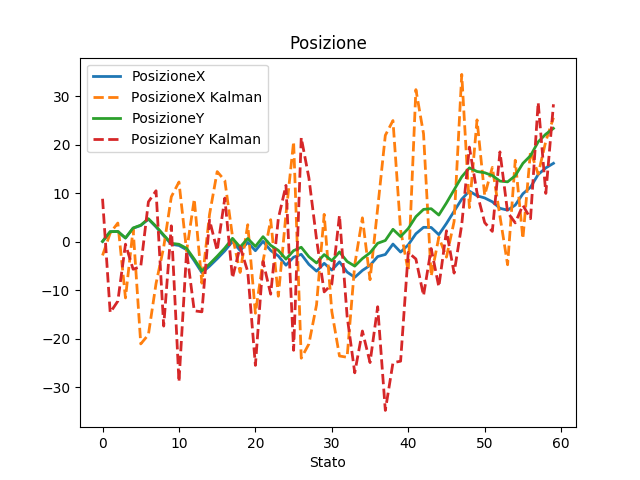 Posizione
PosizioneX
PosizioneX Kalman
PosizioneY
PosizioneY Kalman
30
20
10
0
−10
−20
−30
0 10 20 30 40 50 60
Stato